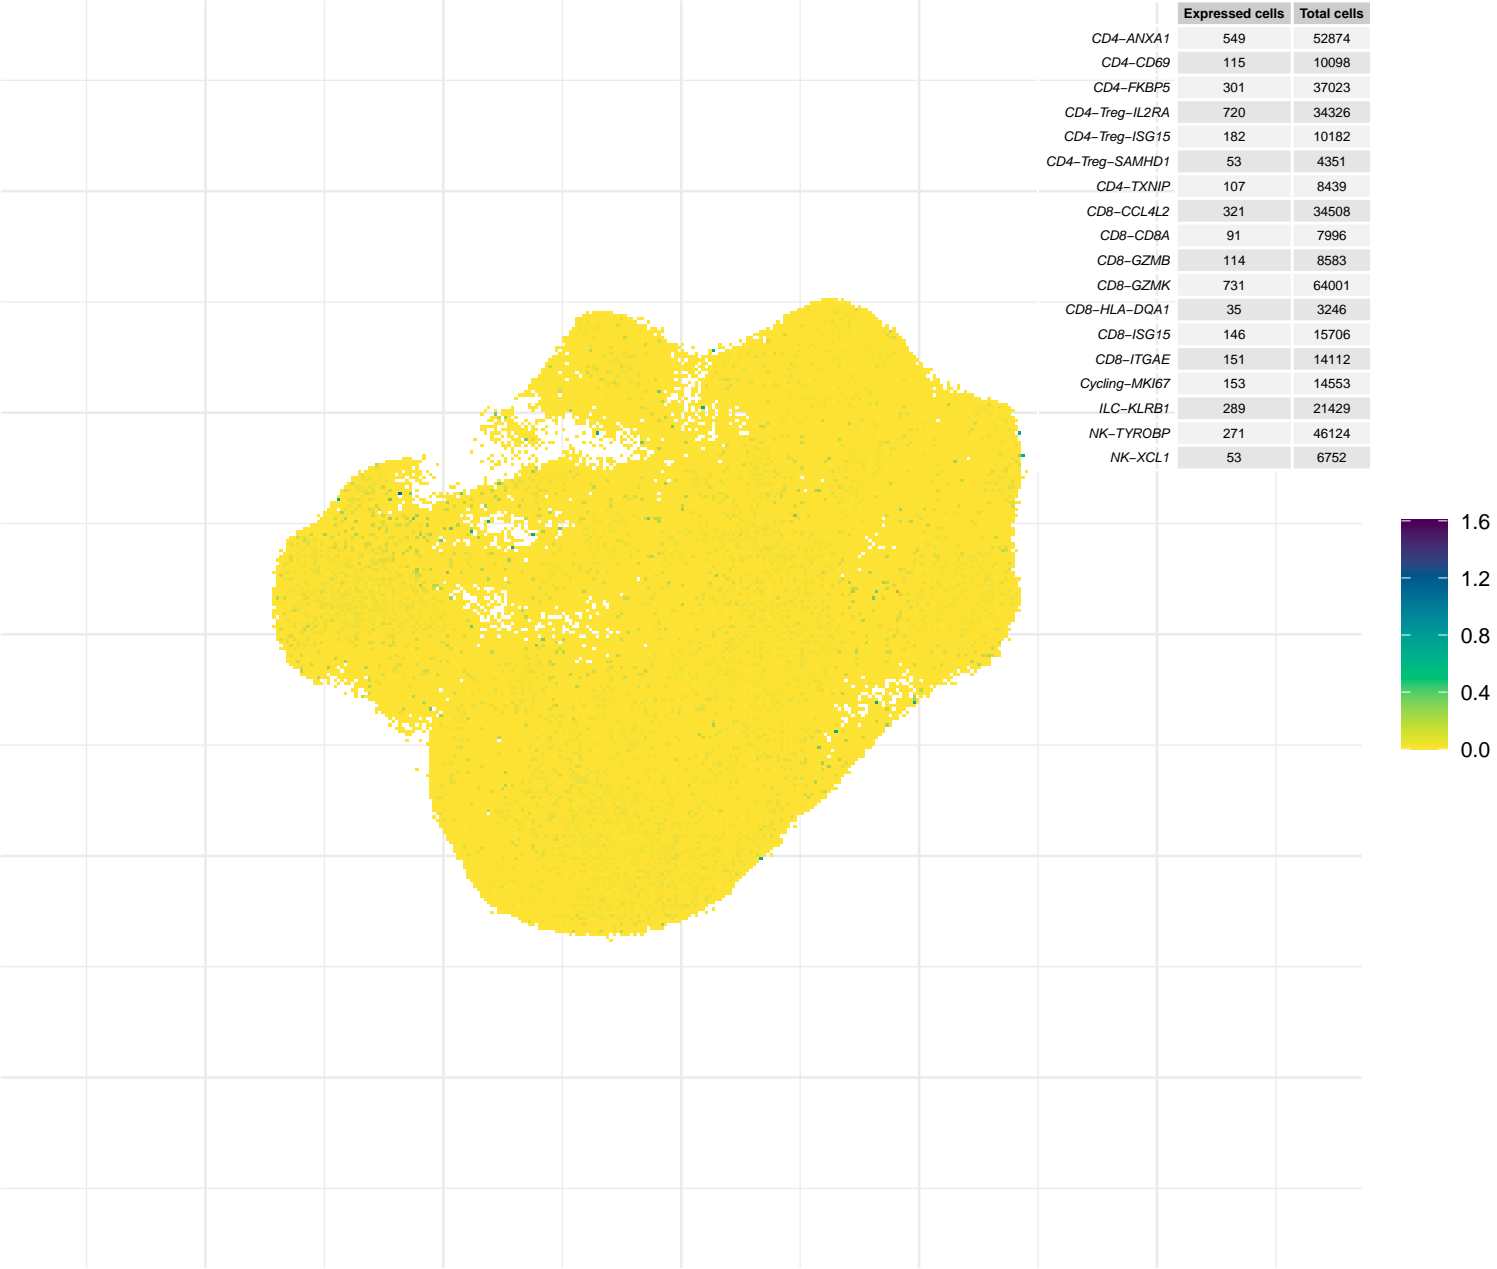 Expressed cells Total cells
CD4−ANXA1 549 52874
CD4−CD69 115 10098
CD4−FKBP5 301 37023
CD4−Treg−IL2RA 720 34326
CD4−Treg−ISG15 182 10182
CD4−Treg−SAMHD1 53 4351
CD4−TXNIP 107 8439
CD8−CCL4L2 321 34508
CD8−CD8A 91 7996
CD8−GZMB 114 8583
CD8−GZMK 731 64001
CD8−HLA−DQA1 35 3246
CD8−ISG15 146 15706
CD8−ITGAE 151 14112
Cycling−MKI67 153 14553
ILC−KLRB1 289 21429
NK−TYROBP 271 46124
NK−XCL1 53 6752
1.6
1.2
0.8
0.4
0.0